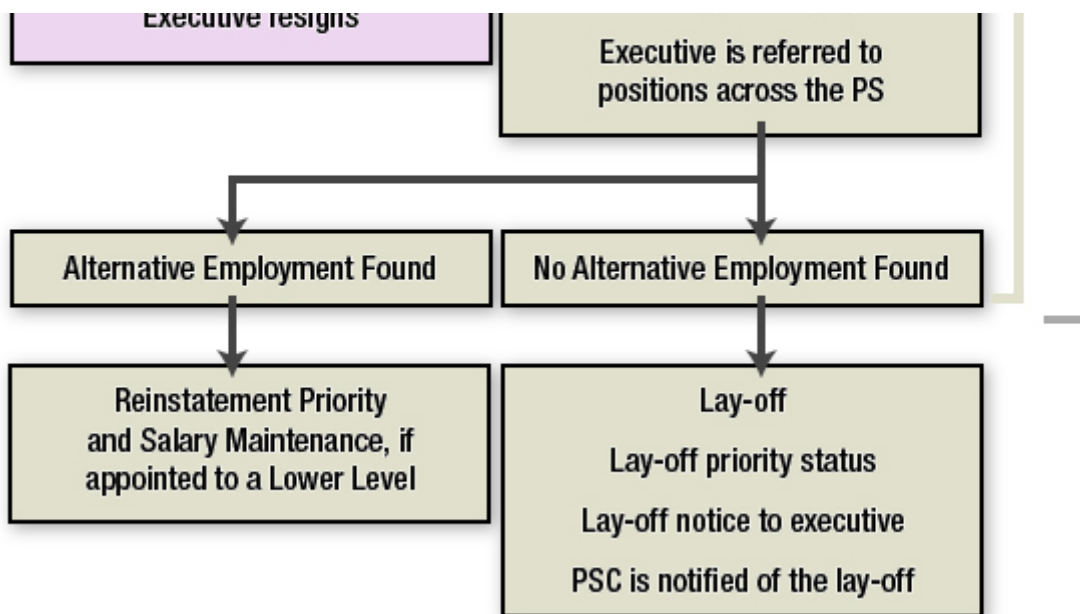 Executive resigns
Executive is referred to
positions across the PS
Alternative Employment Found
No Alternative Employment Found
Reinstatement Priority
and Salary Maintenance, if
appointed to a Lower Level
Lay-off
Lay-off priority status
Lay-off notice to executive
PSC is notified of the lay-off